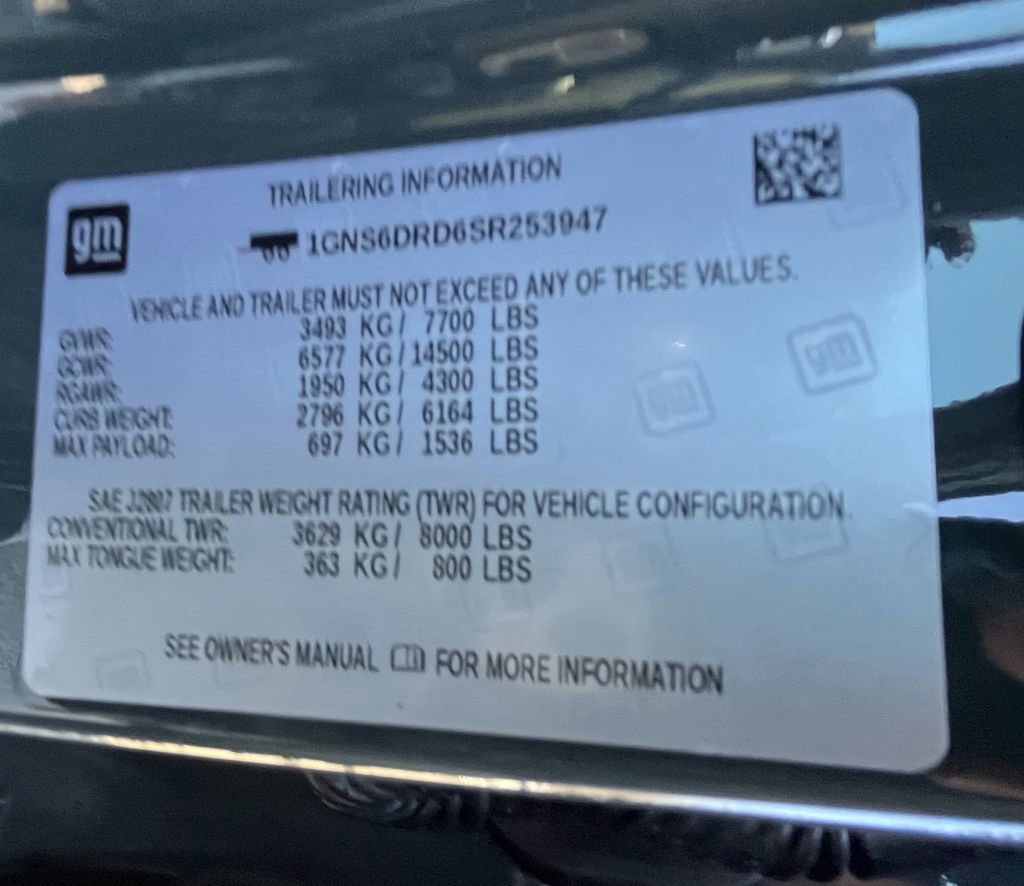 gm
TRAILERING INFORMATION
1GNS6DRD6SR253947
VEHICLE AND TRAILER MUST NOT EXCEED ANY OF THESE VALUES.
GVWR: 3493 KG / 7700 LBS
GCWR: 6577 KG / 14500 LBS
RGAWR: 1950 KG / 4300 LBS
CURB WEIGHT: 2796 KG / 6164 LBS
MAX PAYLOAD: 697 KG / 1536 LBS
SAE J2807 TRAILER WEIGHT RATING (TWR) FOR VEHICLE CONFIGURATION.
CONVENTIONAL TWR: 3629 KG / 8000 LBS
MAX TONGUE WEIGHT: 363 KG / 800 LBS
SEE OWNER'S MANUAL FOR MORE INFORMATION